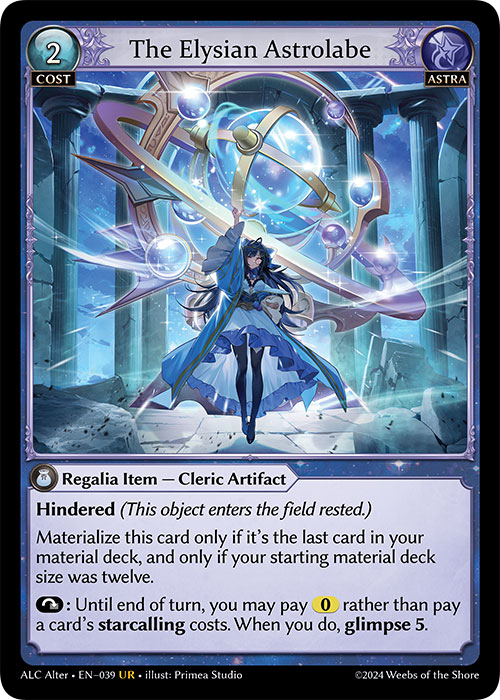 2
The Elysian Astrolabe
COST
ASTRA
Regalia Item — Cleric Artifact
Hindered (This object enters the field rested.)
Materialize this card only if it's the last card in your
material deck, and only if your starting material deck
size was twelve.
: Until end of turn, you may pay 0 rather than pay
a card's starcalling costs. When you do, glimpse 5.
ALC Alter • EN-039 UR • illust: Primea Studio
©2024 Weebs of the Shore